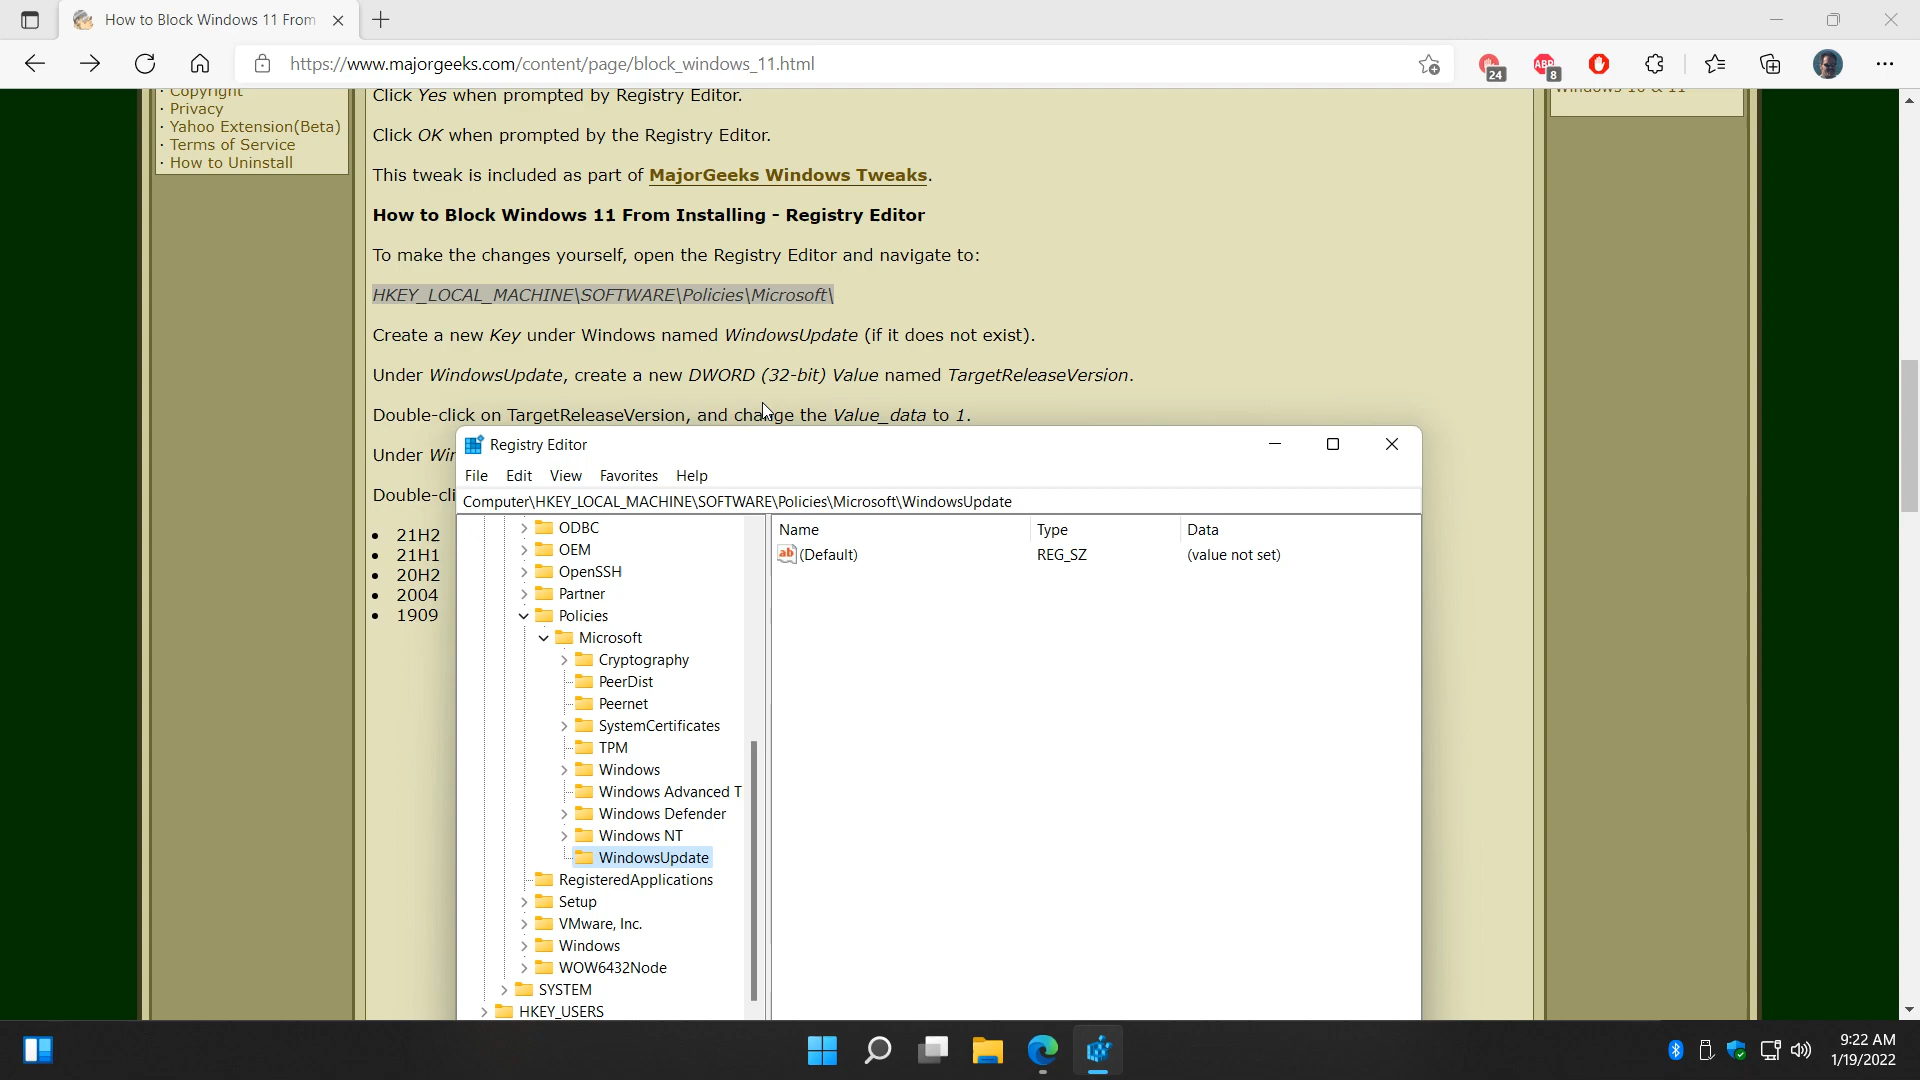 How to Block Windows 11 From
https://www.majorgeeks.com/content/page/block_windows_11.html
24
ABP
8
· Copyright
· Privacy
· Yahoo Extension(Beta)
· Terms of Service
· How to Uninstall
Click Yes when prompted by Registry Editor.
Click OK when prompted by the Registry Editor.
This tweak is included as part of MajorGeeks Windows Tweaks.
How to Block Windows 11 From Installing - Registry Editor
To make the changes yourself, open the Registry Editor and navigate to:
HKEY_LOCAL_MACHINE\SOFTWARE\Policies\Microsoft\
Create a new Key under Windows named WindowsUpdate (if it does not exist).
Under WindowsUpdate, create a new DWORD (32-bit) Value named TargetReleaseVersion.
Double-click on TargetReleaseVersion, and change the Value_data to 1.
Under Win
Double-cli
• 21H2
• 21H1
• 20H2
• 2004
• 1909
Registry Editor
File Edit View Favorites Help
Computer\HKEY_LOCAL_MACHINE\SOFTWARE\Policies\Microsoft\WindowsUpdate
ODBC
OEM
OpenSSH
Partner
Policies
Microsoft
Cryptography
PeerDist
Peernet
SystemCertificates
TPM
Windows
Windows Advanced T
Windows Defender
Windows NT
WindowsUpdate
RegisteredApplications
Setup
VMware, Inc.
Windows
WOW6432Node
SYSTEM
HKEY_USERS
Name Type Data
ab (Default) REG_SZ (value not set)
9:22 AM
1/19/2022